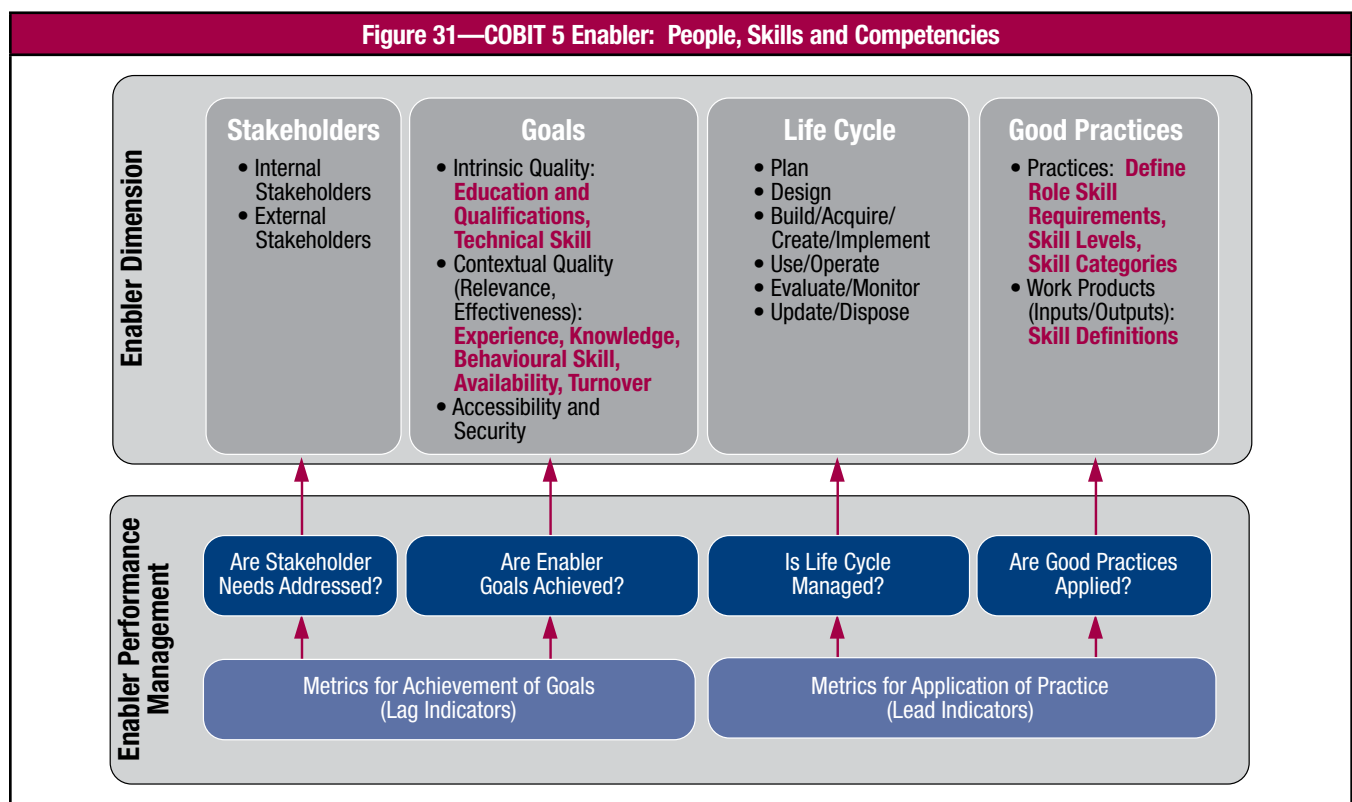 Figure 31—COBIT 5 Enabler: People, Skills and Competencies
Enabler Dimension
Stakeholders
• Internal
Stakeholders
• External
Stakeholders
Goals
• Intrinsic Quality:
Education and
Qualifications,
Technical Skill
• Contextual Quality
(Relevance,
Effectiveness):
Experience, Knowledge,
Behavioural Skill,
Availability, Turnover
• Accessibility and
Security
Life Cycle
• Plan
• Design
• Build/Acquire/
Create/Implement
• Use/Operate
• Evaluate/Monitor
• Update/Dispose
Good Practices
• Practices: Define
Role Skill
Requirements,
Skill Levels,
Skill Categories
• Work Products
(Inputs/Outputs):
Skill Definitions
Enabler Performance
Management
Are Stakeholder
Needs Addressed?
Are Enabler
Goals Achieved?
Is Life Cycle
Managed?
Are Good Practices
Applied?
Metrics for Achievement of Goals
(Lag Indicators)
Metrics for Application of Practice
(Lead Indicators)